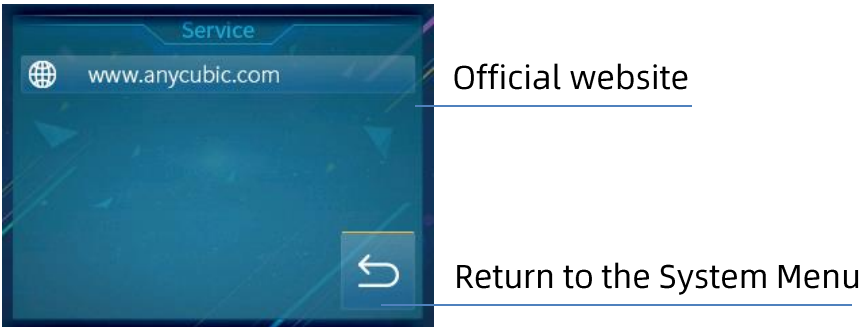 Service
www.anycubic.com
Official website
Return to the System Menu